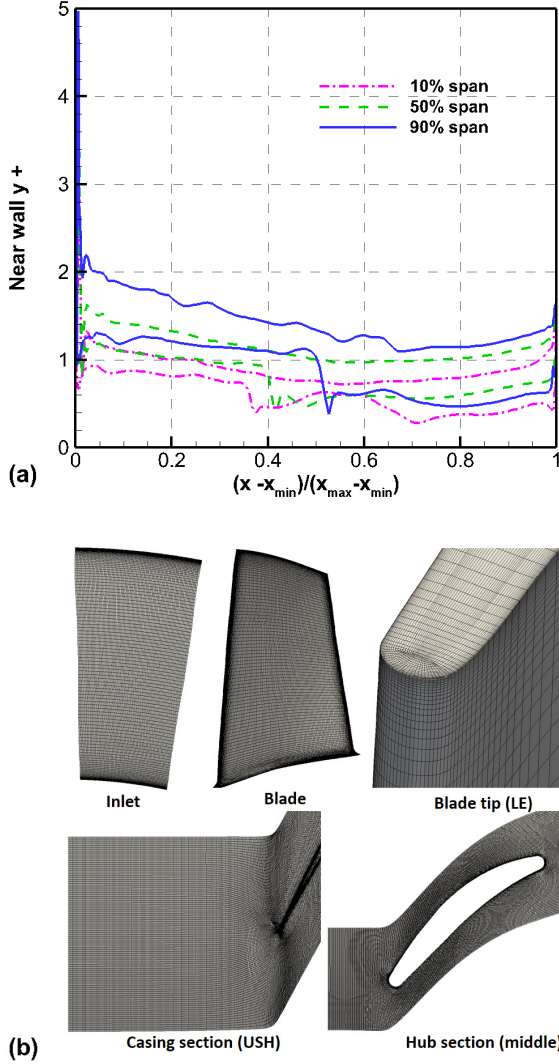 5
4
3
2
1
0
Near wall y +
10% span
50% span
90% span
0
0.2
0.4
0.6
0.8
1
(x -xmin)/(xmax-xmin)
(a)
Inlet
Blade
Blade tip (LE)
Casing section (USH)
Hub section (middle)
(b)